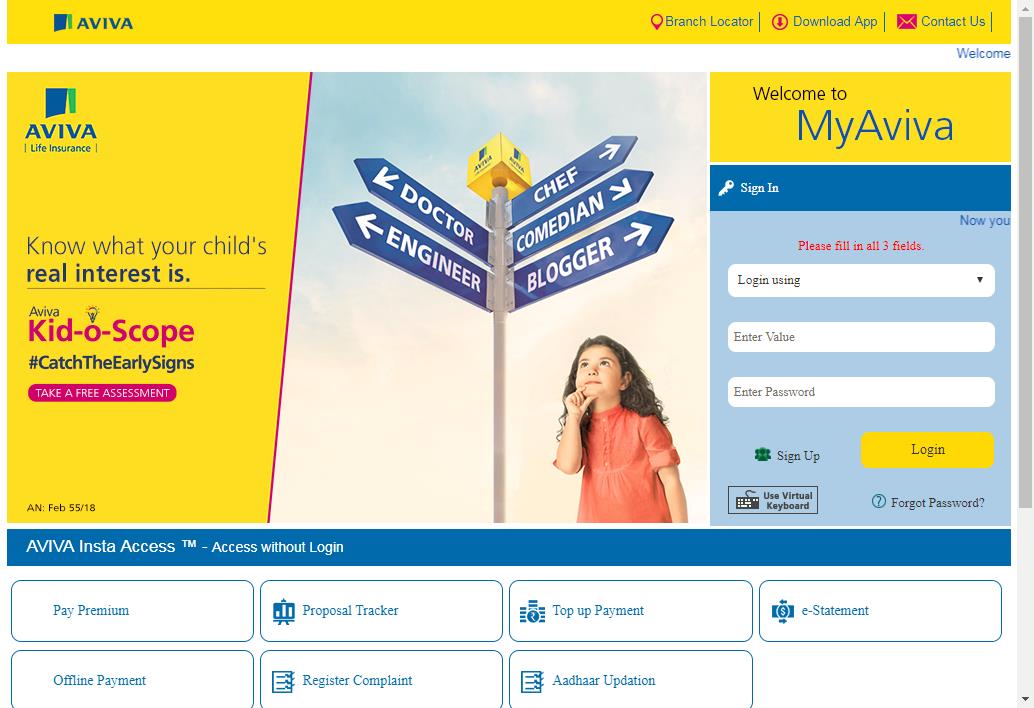 AVIVA
Branch Locator
Download App
Contact Us
Welcome
AVIVA
Life Insurance
Know what your child's
real interest is.
Aviva
Kid-o-Scope
#CatchTheEarlySigns
TAKE A FREE ASSESSMENT
AN: Feb 55/18
AVIVA
AVIVA
DOCTOR
ENGINEER
CHEF
COMEDIAN
BLOGGER
Welcome to
MyAviva
Sign In
Now you
Please fill in all 3 fields.
Login using
Enter Value
Enter Password
Sign Up
Login
Use Virtual
Keyboard
Forgot Password?
AVIVA Insta Access ™ - Access without Login
Pay Premium
Proposal Tracker
Top up Payment
e-Statement
Offline Payment
Register Complaint
Aadhaar Updation